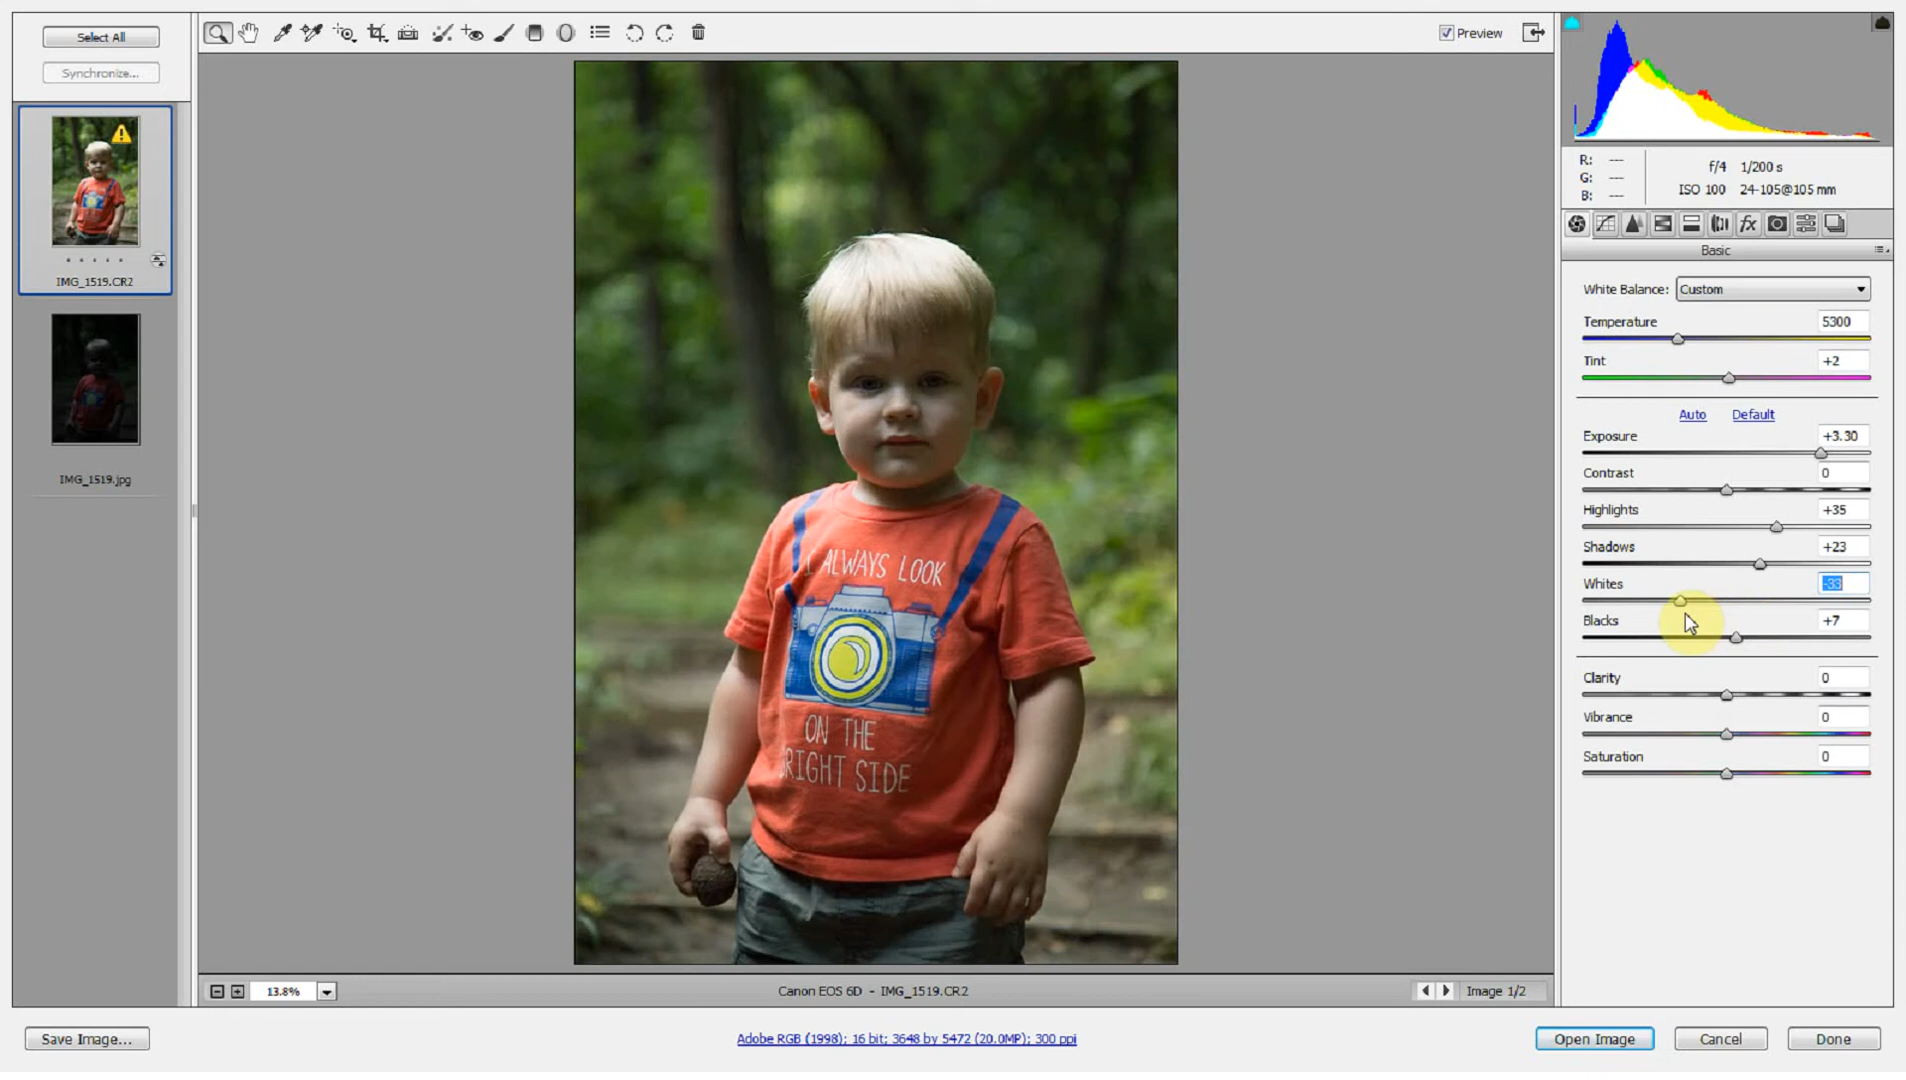 Select All
Synchronize...
Preview
IMG_1519.CR2
IMG_1519.jpg
R: ---
G: ---
B: ---
f/4 1/200 s
ISO 100 24-105@105 mm
fx
Basic
White Balance: Custom
Temperature 5300
Tint +2
Auto Default
Exposure +3.30
Contrast 0
Highlights +35
Shadows +23
Whites -33
Blacks +7
Clarity 0
Vibrance 0
Saturation 0
I ALWAYS LOOK
ON THE
BRIGHT SIDE
13.8%
Canon EOS 6D - IMG_1519.CR2
Image 1/2
Save Image...
Adobe RGB (1998); 16 bit; 3648 by 5472 (20.0MP); 300 ppi
Open Image
Cancel
Done